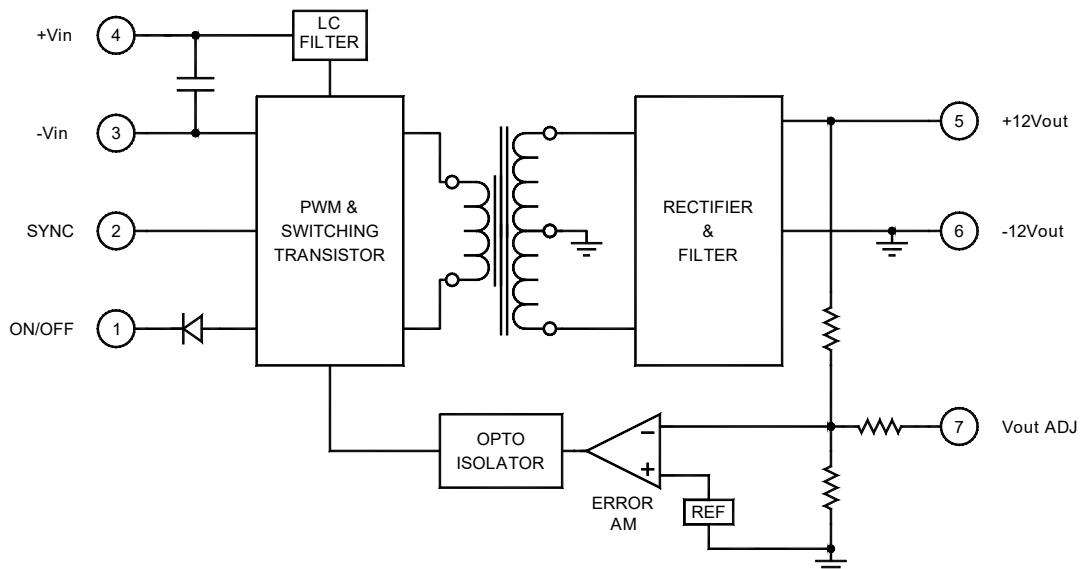 +Vin
4
LC
FILTER
-Vin
3
SYNC
2
ON/OFF
1
PWM &
SWITCHING
TRANSISTOR
RECTIFIER
&
FILTER
5
+12Vout
6
-12Vout
7
Vout ADJ
OPTO
ISOLATOR
−
+
ERROR
AM
REF